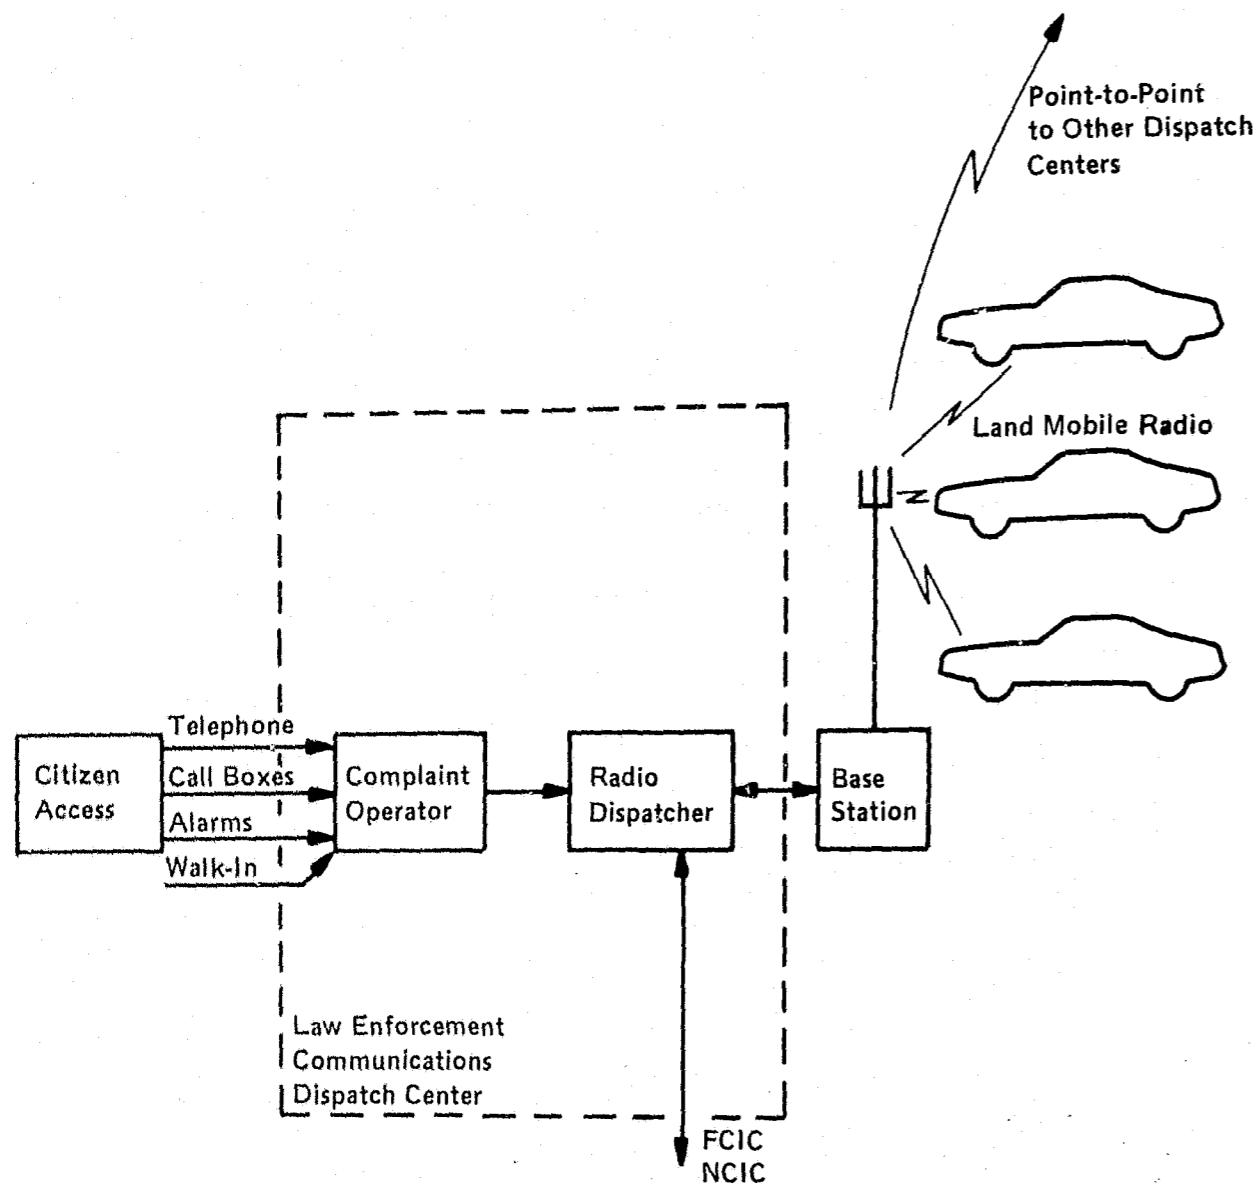 Point-to-Point
to Other Dispatch
Centers
Land Mobile Radio
Telephone
Citizen
Access
Call Boxes
Alarms
Walk-In
Complaint
Operator
Radio
Dispatcher
Base
Station
Law Enforcement
Communications
Dispatch Center
FCIC
NCIC